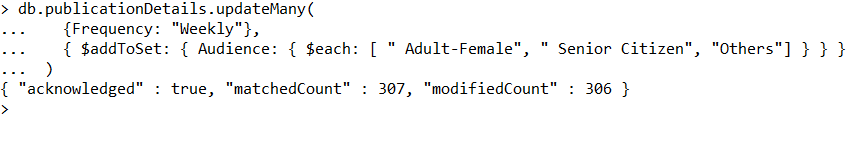 > db.publicationDetails.updateMany(
...    {Frequency: "Weekly"},
...    { $addToSet: { Audience: { $each: [ " Adult-Female", " Senior Citizen", "Others"] } } }
...  )
{ "acknowledged" : true, "matchedCount" : 307, "modifiedCount" : 306 }
>